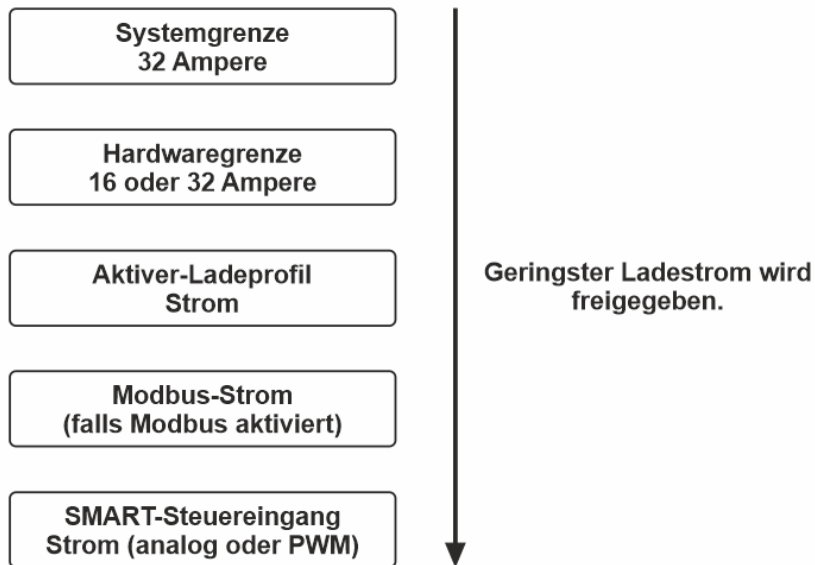 Systemgrenze
32 Ampere
Hardwaregrenze
16 oder 32 Ampere
Aktiver-Ladeprofil
Strom
Geringster Ladestrom wird
freigegeben.
Modbus-Strom
(falls Modbus aktiviert)
SMART-Steuereingang
Strom (analog oder PWM)